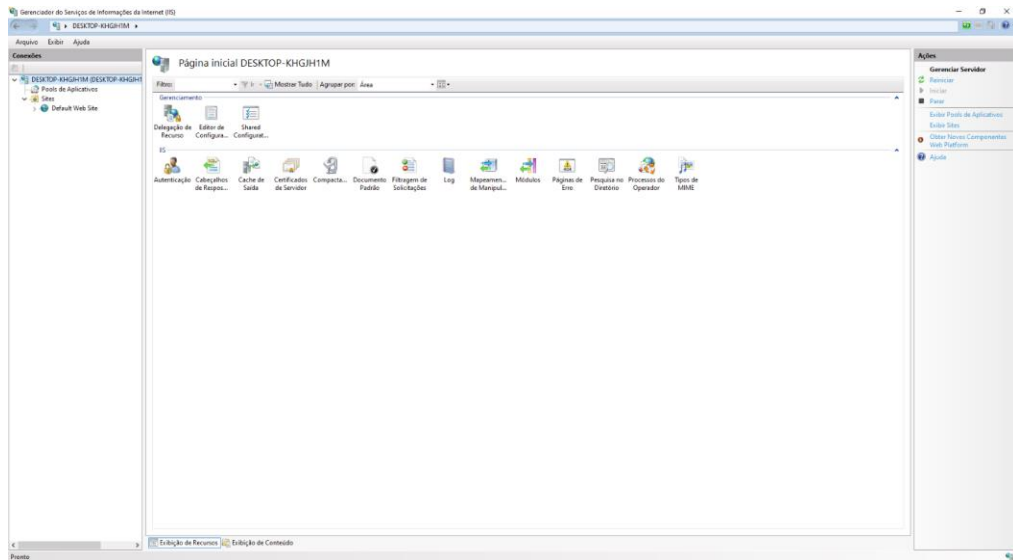 Gerenciador do Serviços de Informações da Internet (IIS)
DESKTOP-KHGJH1M
Arquivo Exibir Ajuda
Conexões
DESKTOP-KHGJH1M (DESKTOP-KHGJH1
Pools de Aplicativos
Sites
Default Web Site
Página inicial DESKTOP-KHGJH1M
Filtro: Mostrar Tudo Agrupar por: Área
Gerenciamento
Delegação de Recurso
Editor de Configura...
Shared Configurat...
IIS
Autenticação
Cabeçalhos de Respos...
Cache de Saída
Certificados de Servidor
Compacta...
Documento Padrão
Filtragem de Solicitações
Log
Mapeamen... de Manipul...
Módulos
Páginas de Erro
Pesquisa no Diretório
Processos do Operador
Tipos de MIME
Ações
Gerenciar Servidor
Reiniciar
Iniciar
Parar
Exibir Pools de Aplicativos
Exibir Sites
Obter Novos Componentes
Web Platform
Ajuda
Exibição de Recursos Exibição de Conteúdo
Pronto